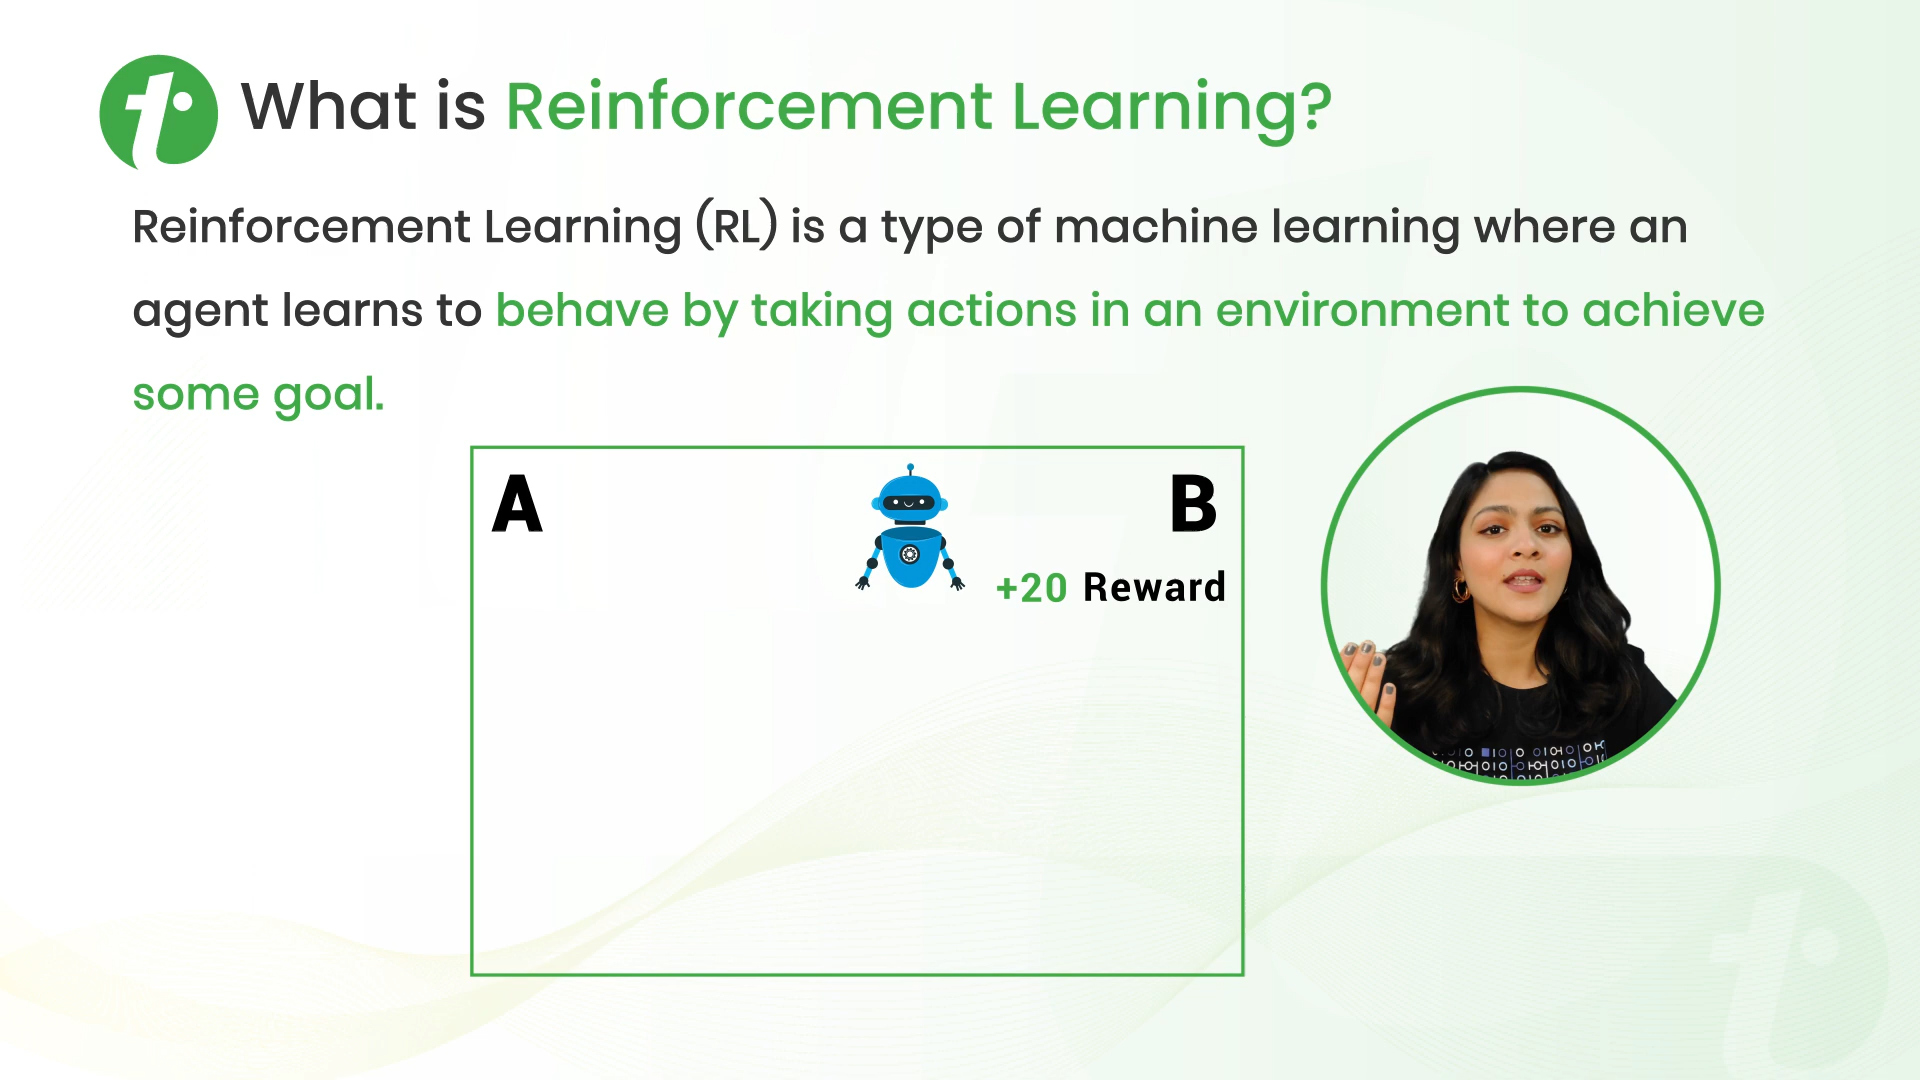 What is Reinforcement Learning?
Reinforcement Learning (RL) is a type of machine learning where an
agent learns to behave by taking actions in an environment to achieve
some goal.
A
B
+20 Reward